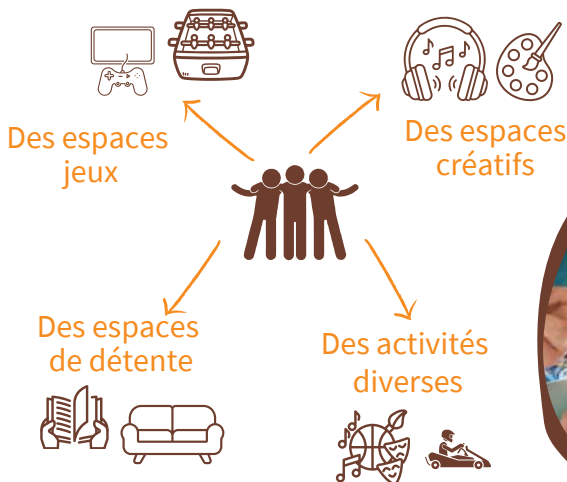 Des espaces
jeux
Des espaces
créatifs
Des espaces
de détente
Des activités
diverses